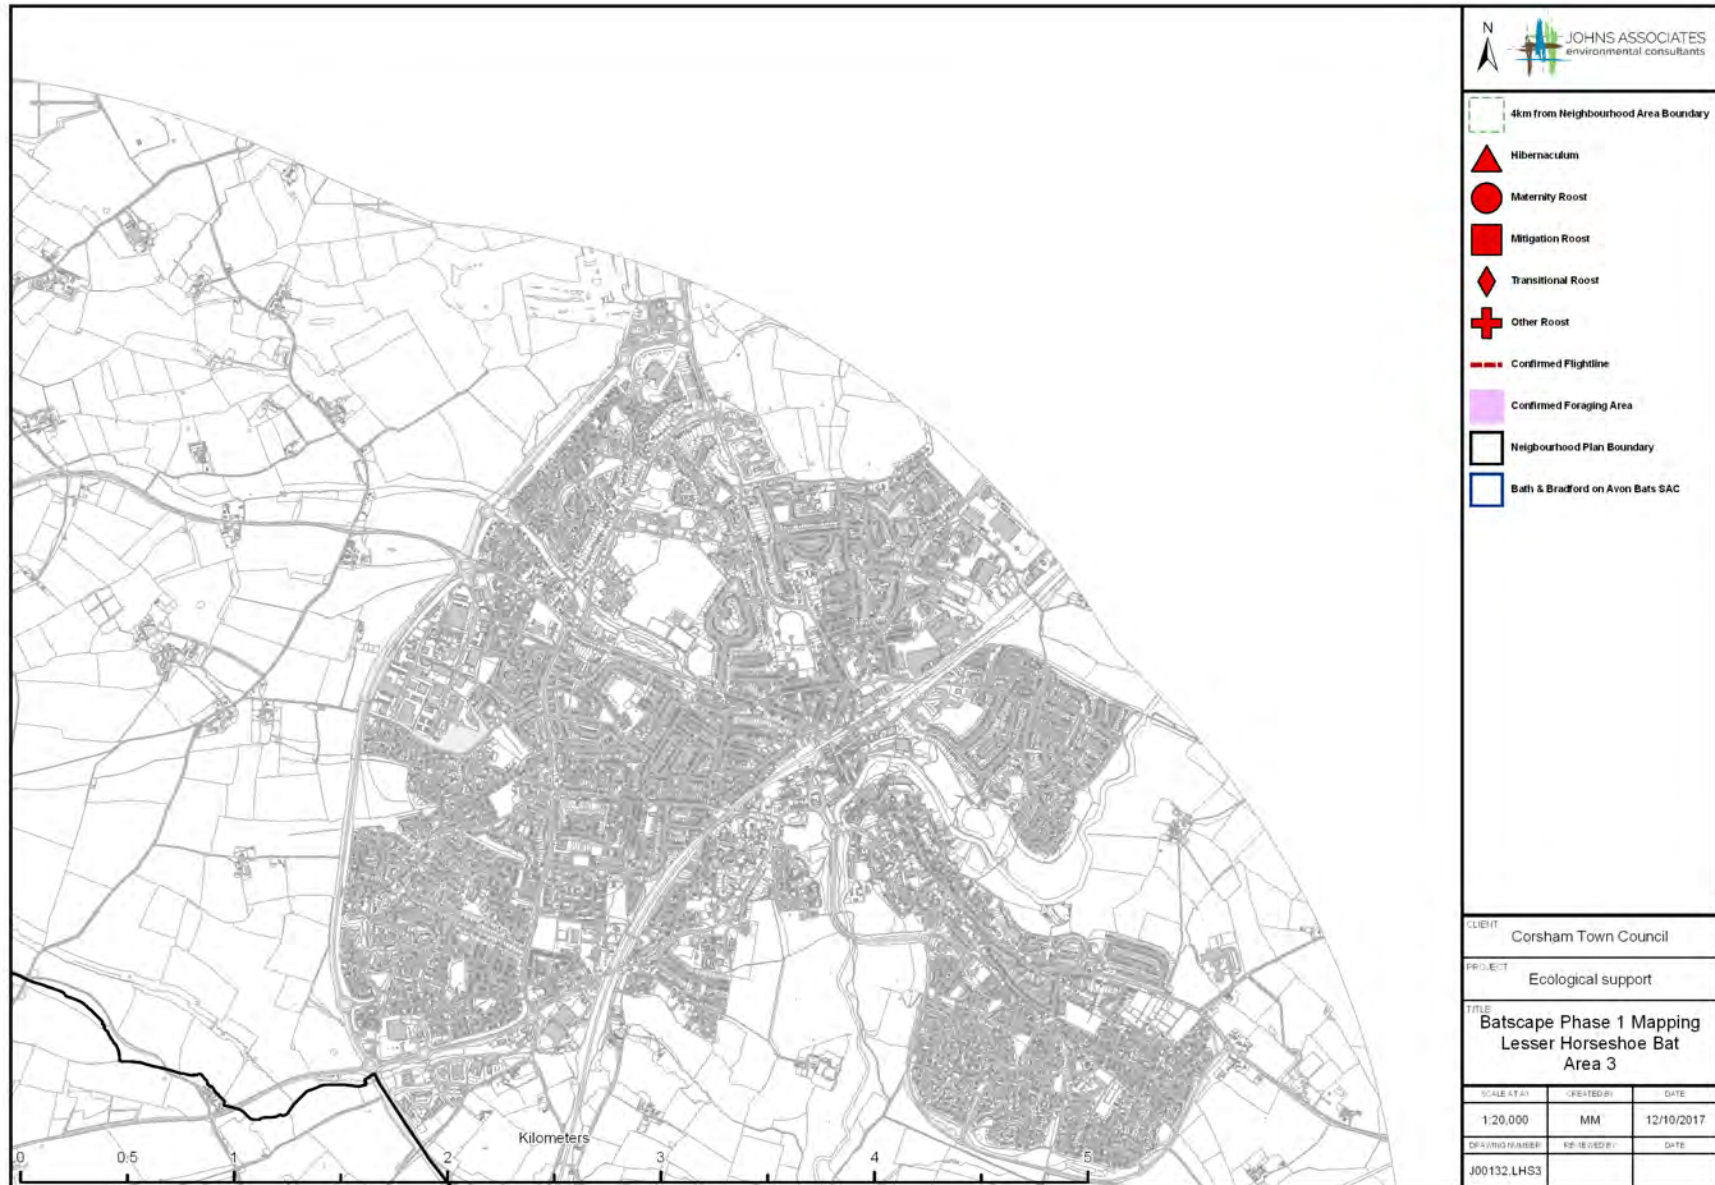 N
JOHNS ASSOCIATES
environmental consultants
4km from Neighbourhood Area Boundary
Hibernaculum
Maternity Roost
Mitigation Roost
Transitional Roost
Other Roost
Confirmed Flightline
Confirmed Foraging Area
Neigbourhood Plan Boundary
Bath & Bradford on Avon Bats SAC
CLIENT
Corsham Town Council
PROJECT
Ecological support
TITLE
Batscape Phase 1 Mapping
Lesser Horseshoe Bat
Area 3
SCALE AT A1 CREATED BY DATE
1:20,000 MM 12/10/2017
DRAWING NUMBER REVIEWED BY DATE
J00132.LHS3
Kilometers
0 0.5 1 2 3 4 5